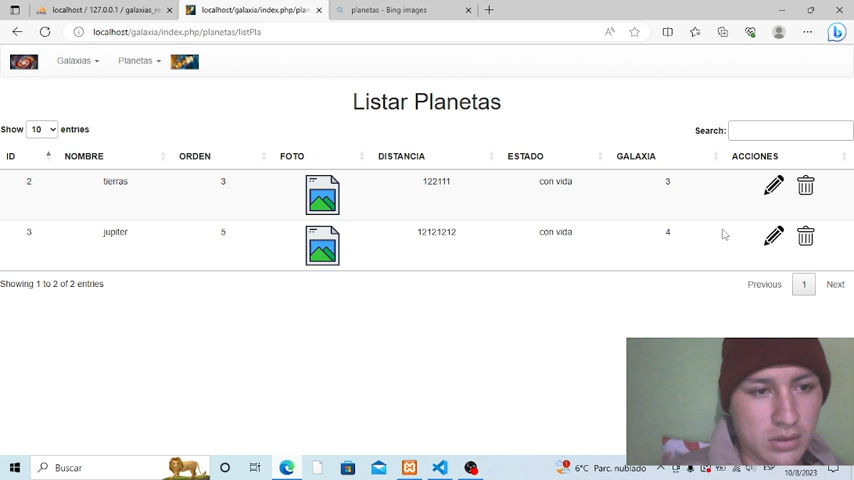 localhost / 127.0.0.1 / galaxias_re
localhost/galaxia/index.php/plan
planetas - Bing images
localhost/galaxia/index.php/planetas/listPla
Galaxias
Planetas
Listar Planetas
Show 10 entries
Search:
ID NOMBRE ORDEN FOTO DISTANCIA ESTADO GALAXIA ACCIONES
2 tierras 3 122111 con vida 3
3 jupiter 5 12121212 con vida 4
Showing 1 to 2 of 2 entries
Previous 1 Next
Buscar
6°C Parc. nublado
ESP
10/8/2023